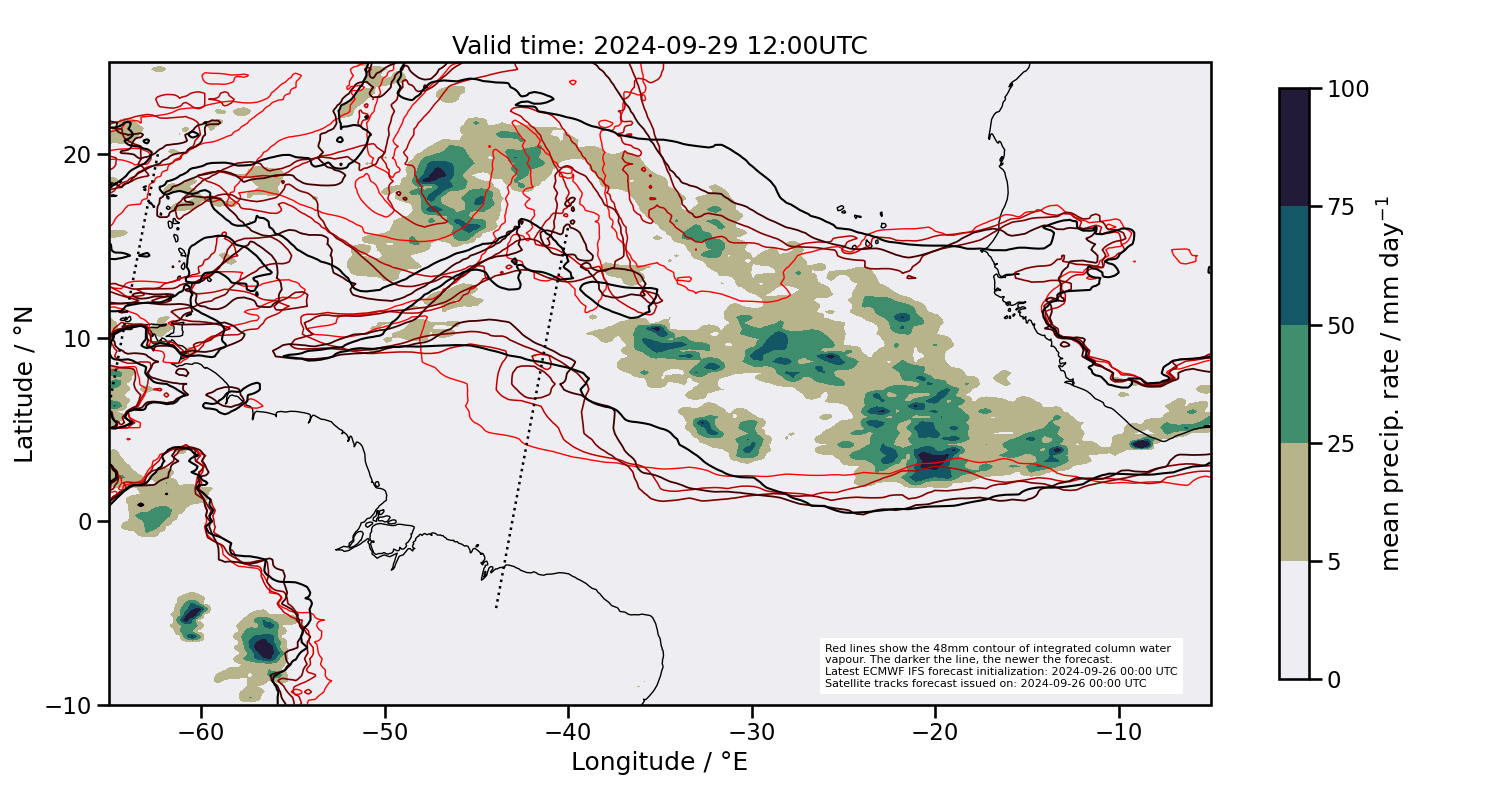 Valid time: 2024-09-29 12:00UTC
20
10
0
−10
Latitude / °N
−60
−50
−40
−30
−20
−10
Longitude / °E
100
75
50
25
5
0
mean precip. rate / mm day⁻¹
Red lines show the 48mm contour of integrated column water
vapour. The darker the line, the newer the forecast.
Latest ECMWF IFS forecast initialization: 2024-09-26 00:00 UTC
Satellite tracks forecast issued on: 2024-09-26 00:00 UTC